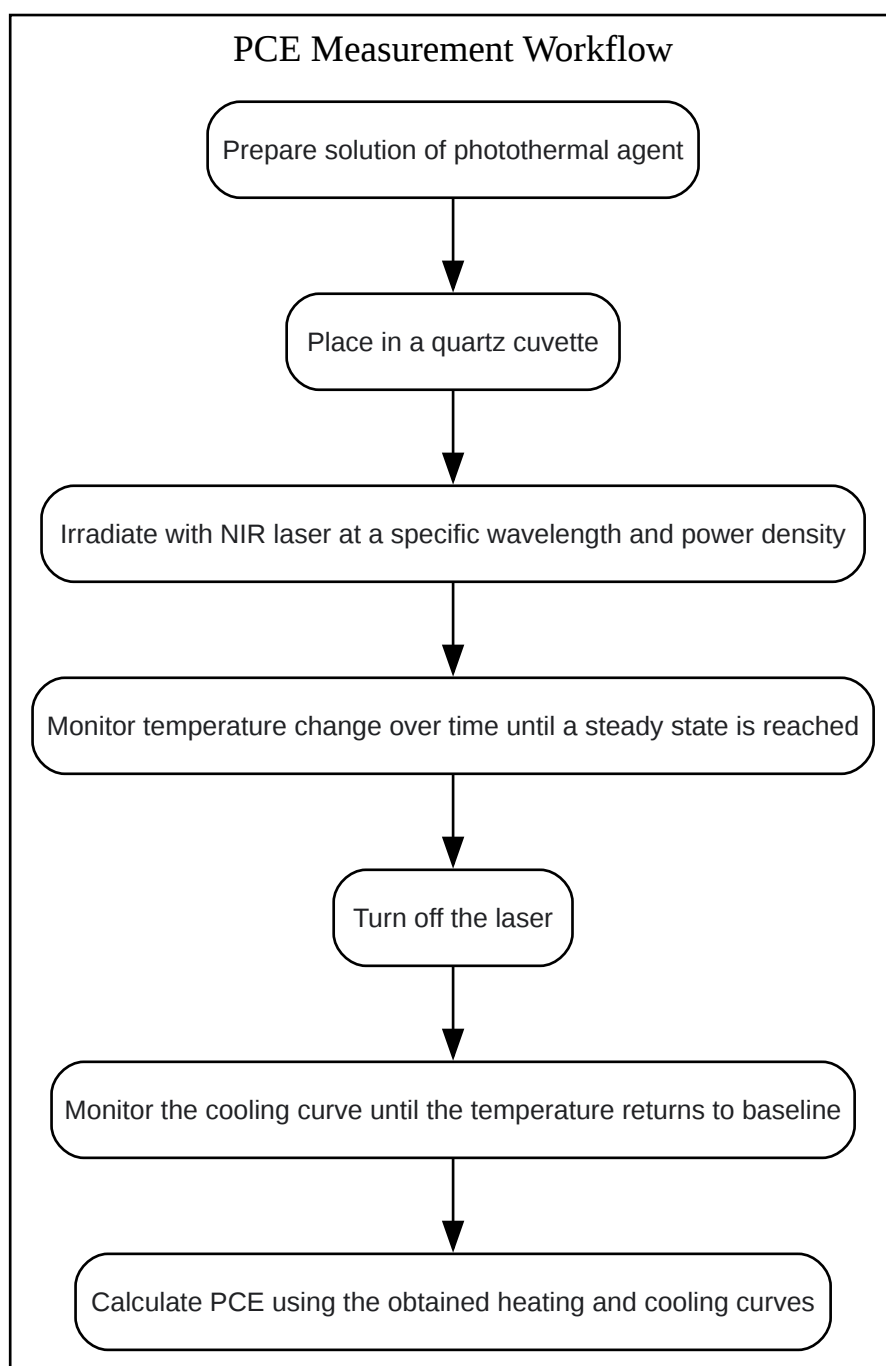 PCE Measurement Workflow
Prepare solution of photothermal agent
Place in a quartz cuvette
Irradiate with NIR laser at a specific wavelength and power density
Monitor temperature change over time until a steady state is reached
Turn off the laser
Monitor the cooling curve until the temperature returns to baseline
Calculate PCE using the obtained heating and cooling curves